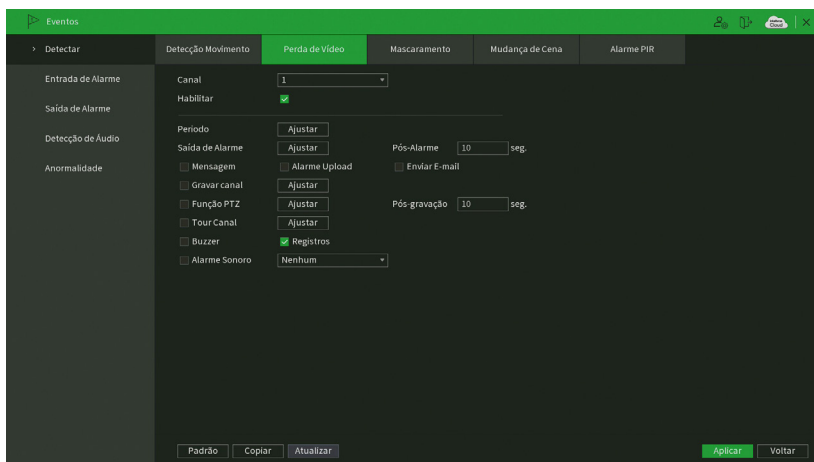 Eventos
Cloud
Detectar
Detecção Movimento
Perda de Vídeo
Mascaramento
Mudança de Cena
Alarme PIR
Entrada de Alarme
Saída de Alarme
Detecção de Áudio
Anormalidade
Canal 1
Habilitar
Periodo Ajustar
Saída de Alarme Ajustar Pós-Alarme 10 seg.
Mensagem Alarme Upload Envíar E-mail
Gravar canal Ajustar
Função PTZ Ajustar Pós-gravação 10 seg.
Tour Canal Ajustar
Buzzer Registros
Alarme Sonoro Nenhum
Padrão Copiar Atualizar Aplicar Voltar